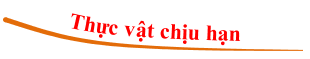 Thực vật chịu hạn